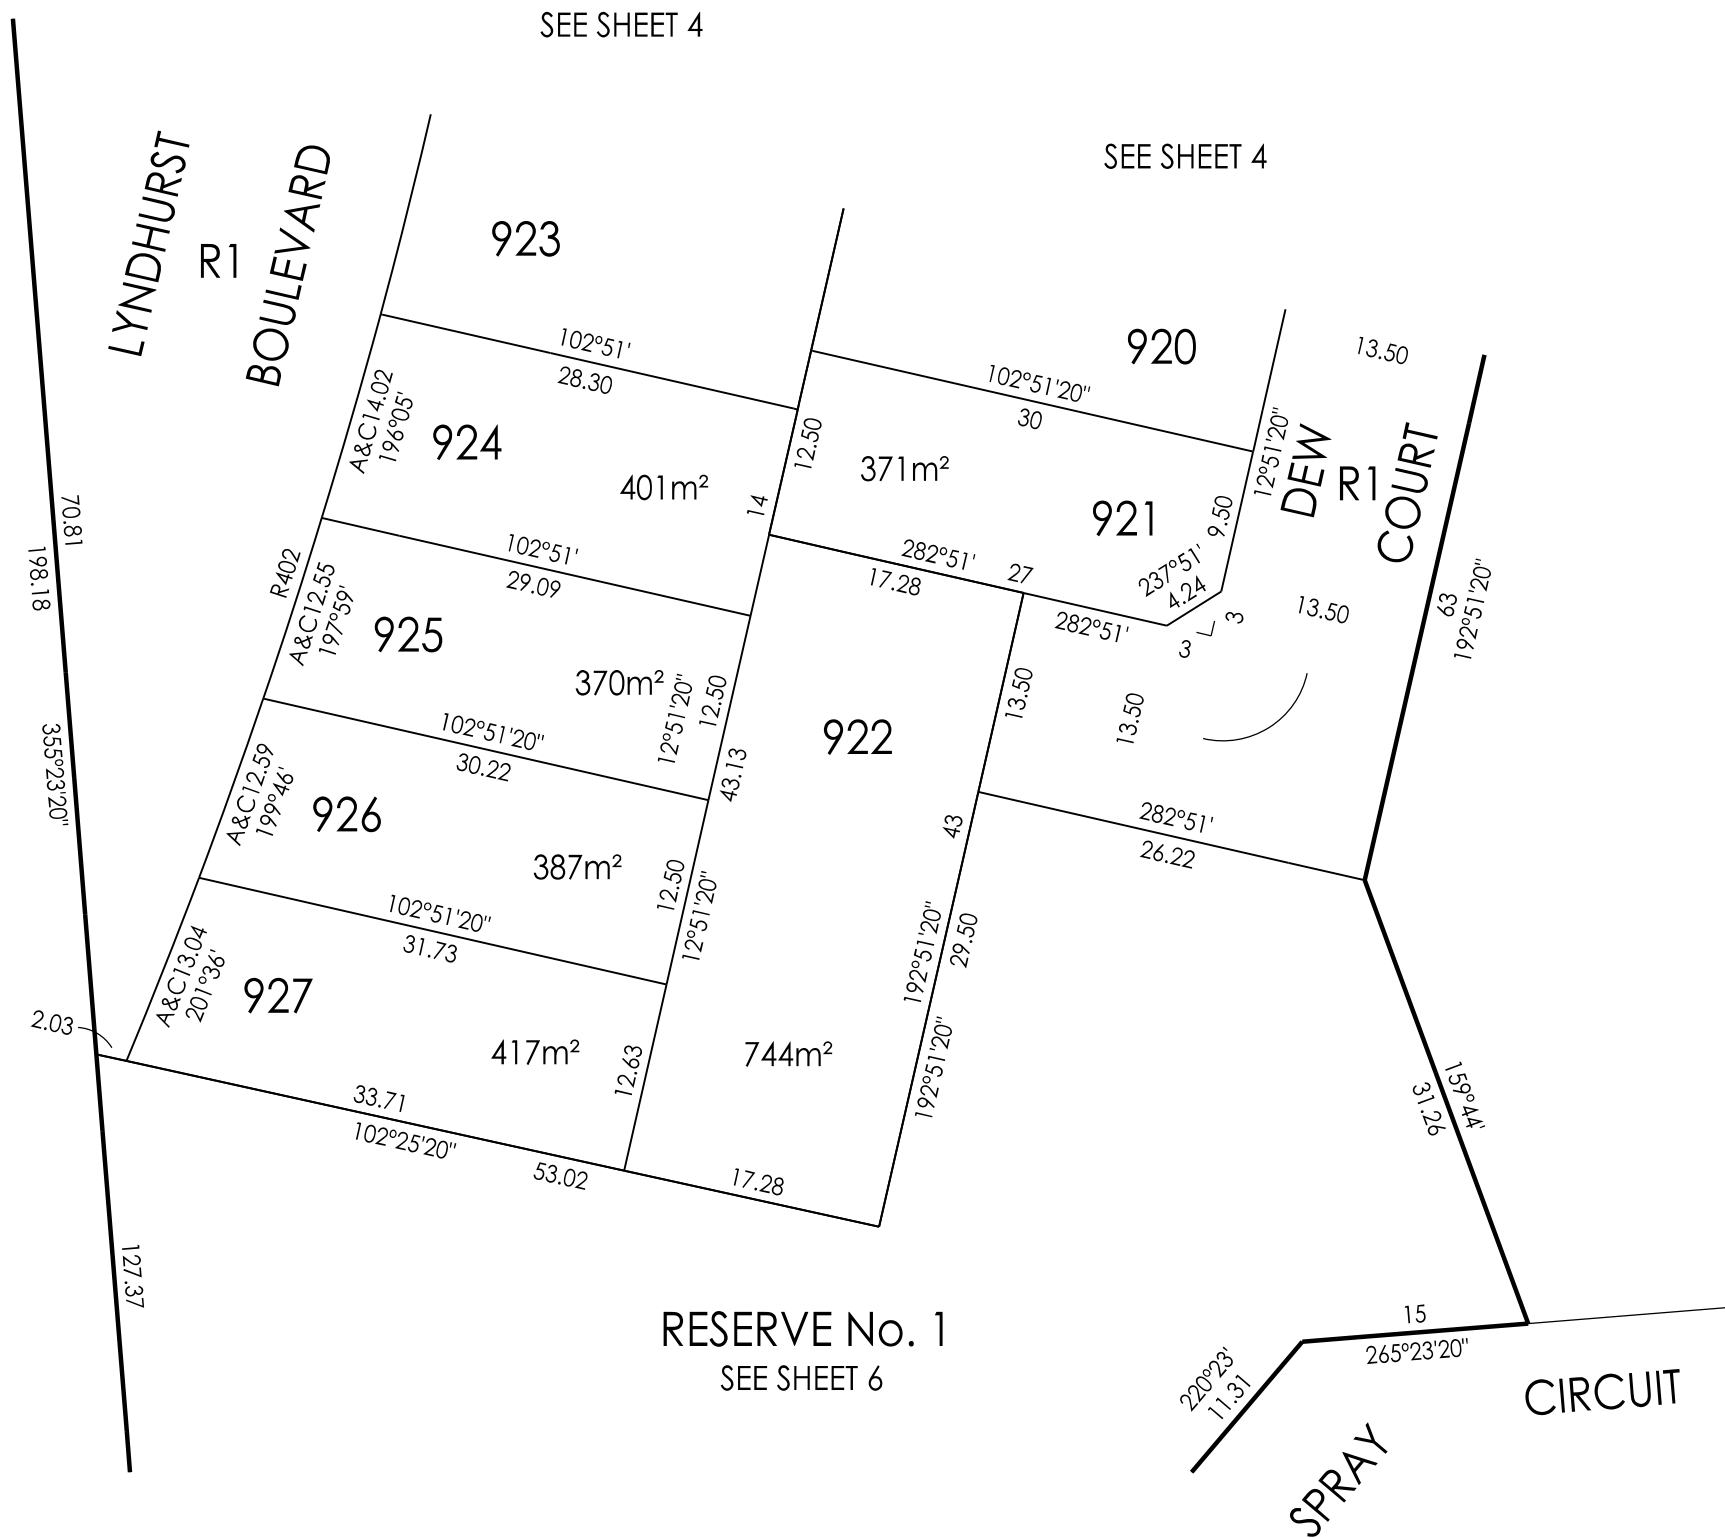 SEE SHEET 4
SEE SHEET 4
LYNDHURST
R1
BOULEVARD
923
920
13.50
102°51'
28.30
102°51'20"
30
12°51'20"
DEW
R1
COURT
A&C14.02
196°05'
924
401m²
12.50
14
371m²
921
9.50
237°51'
4.24
3
3
70.81
198.18
R402
102°51'
29.09
282°51'
17.28
27
282°51'
13.50
63
192°51'20"
A&C12.55
197°59'
925
370m²
12°51'20"
12.50
43.13
922
13.50
13.50
355°23'20"
102°51'20"
30.22
A&C12.59
199°46'
926
387m²
12.50
12°51'20"
43
282°51'
26.22
192°51'20"
29.50
102°51'20"
31.73
A&C13.04
201°36'
927
417m²
12.63
744m²
192°51'20"
2.03
33.71
102°25'20"
53.02
17.28
159°44'
31.26
127.37
RESERVE No. 1
SEE SHEET 6
15
265°23'20"
220°23'
11.31
SPRAY
CIRCUIT